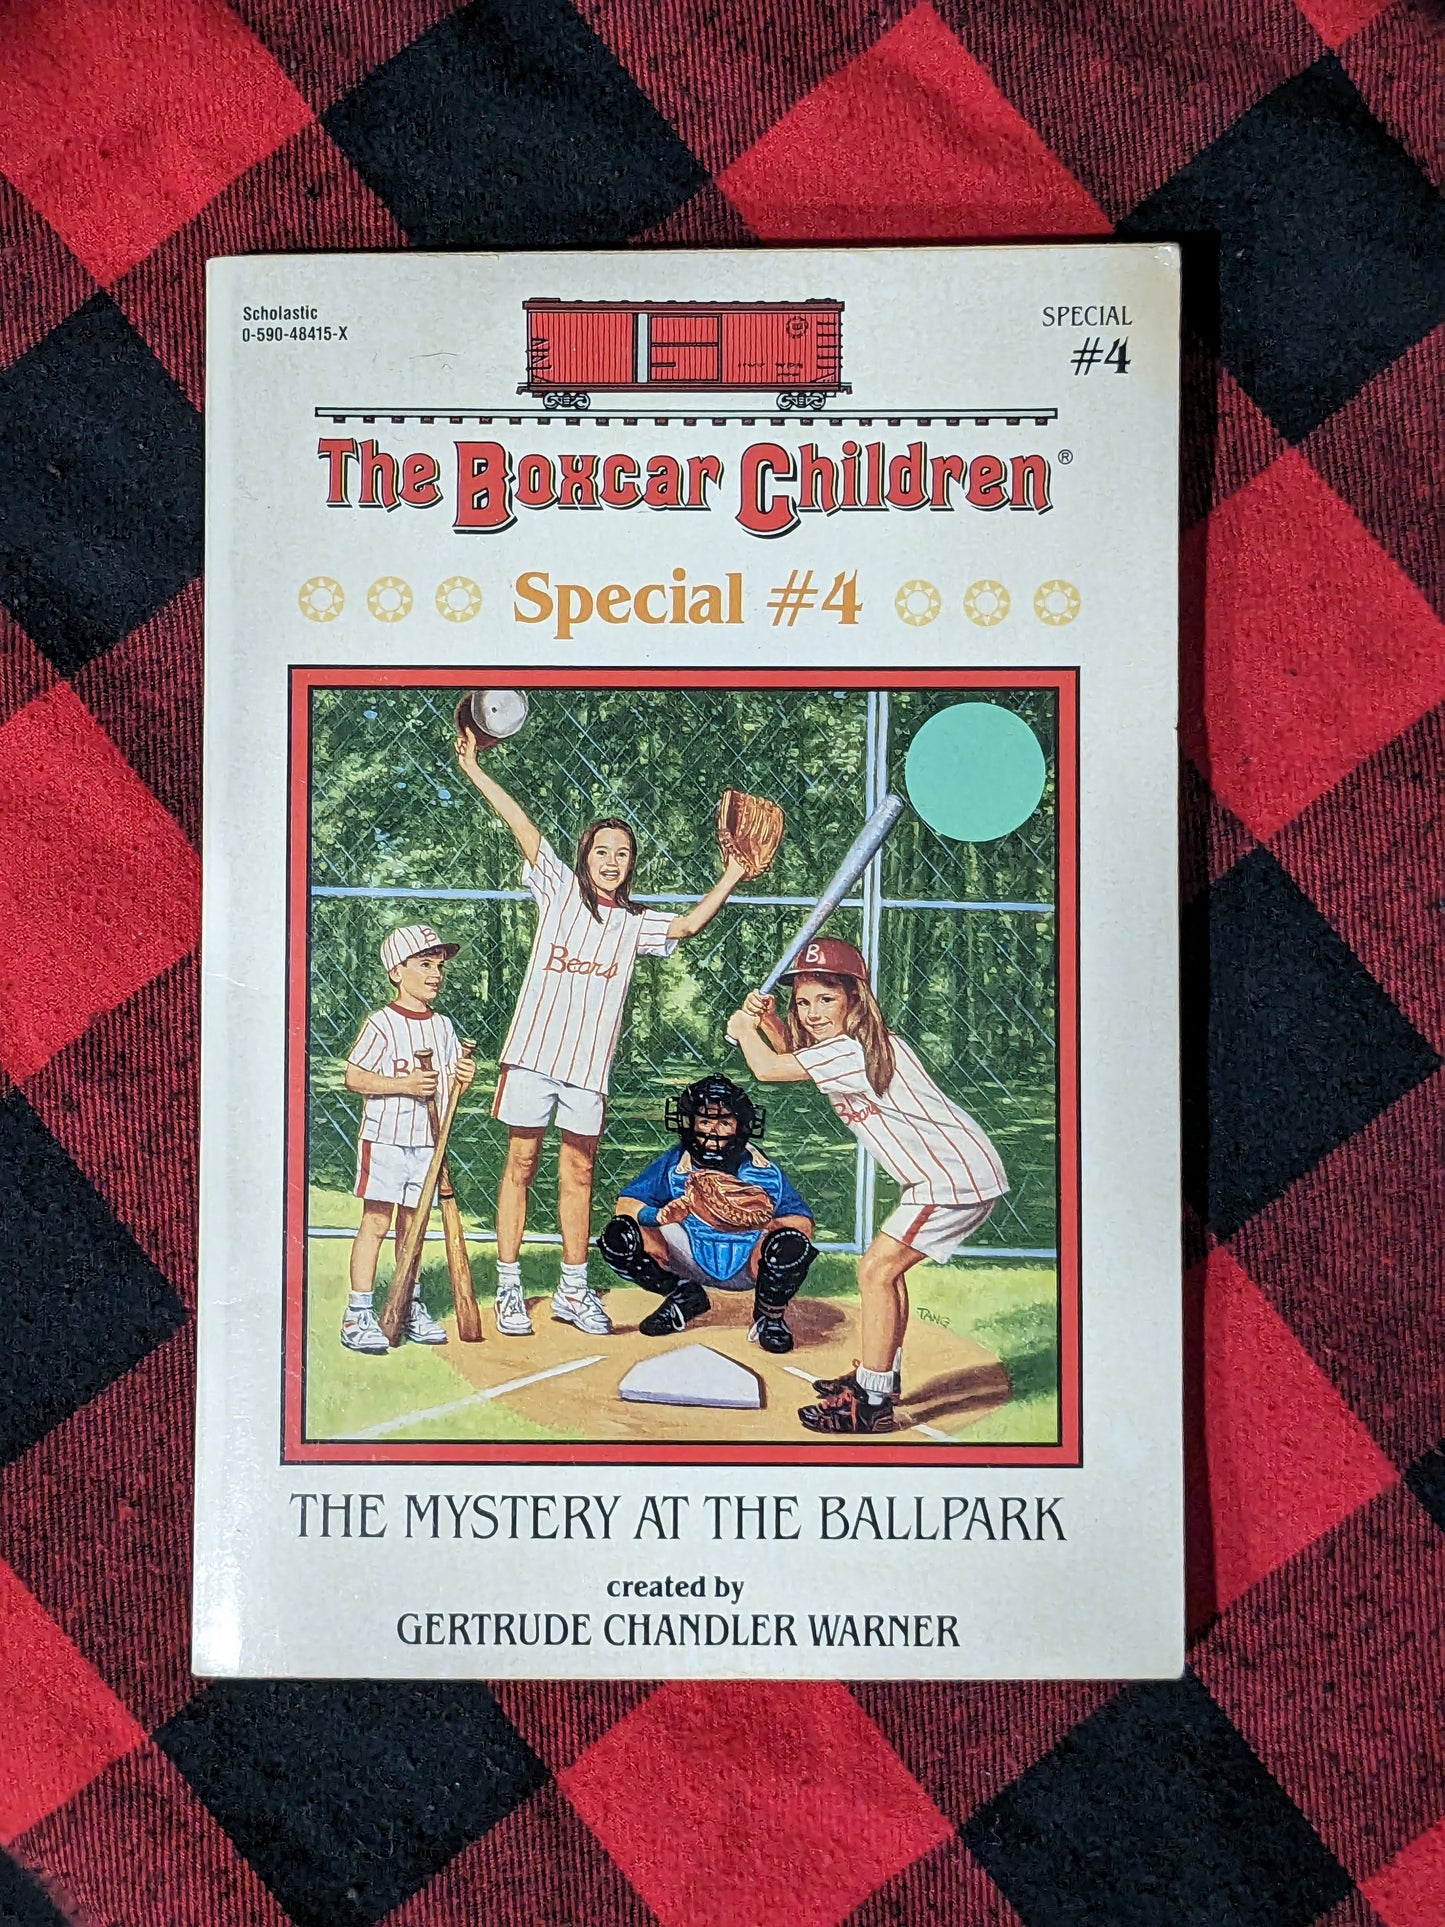 Scholastic
0-590-48415-X
SPECIAL
#4
The Boxcar Children®
Special #4
B
Bears
B
B
Bears
TANG
THE MYSTERY AT THE BALLPARK
created by
GERTRUDE CHANDLER WARNER